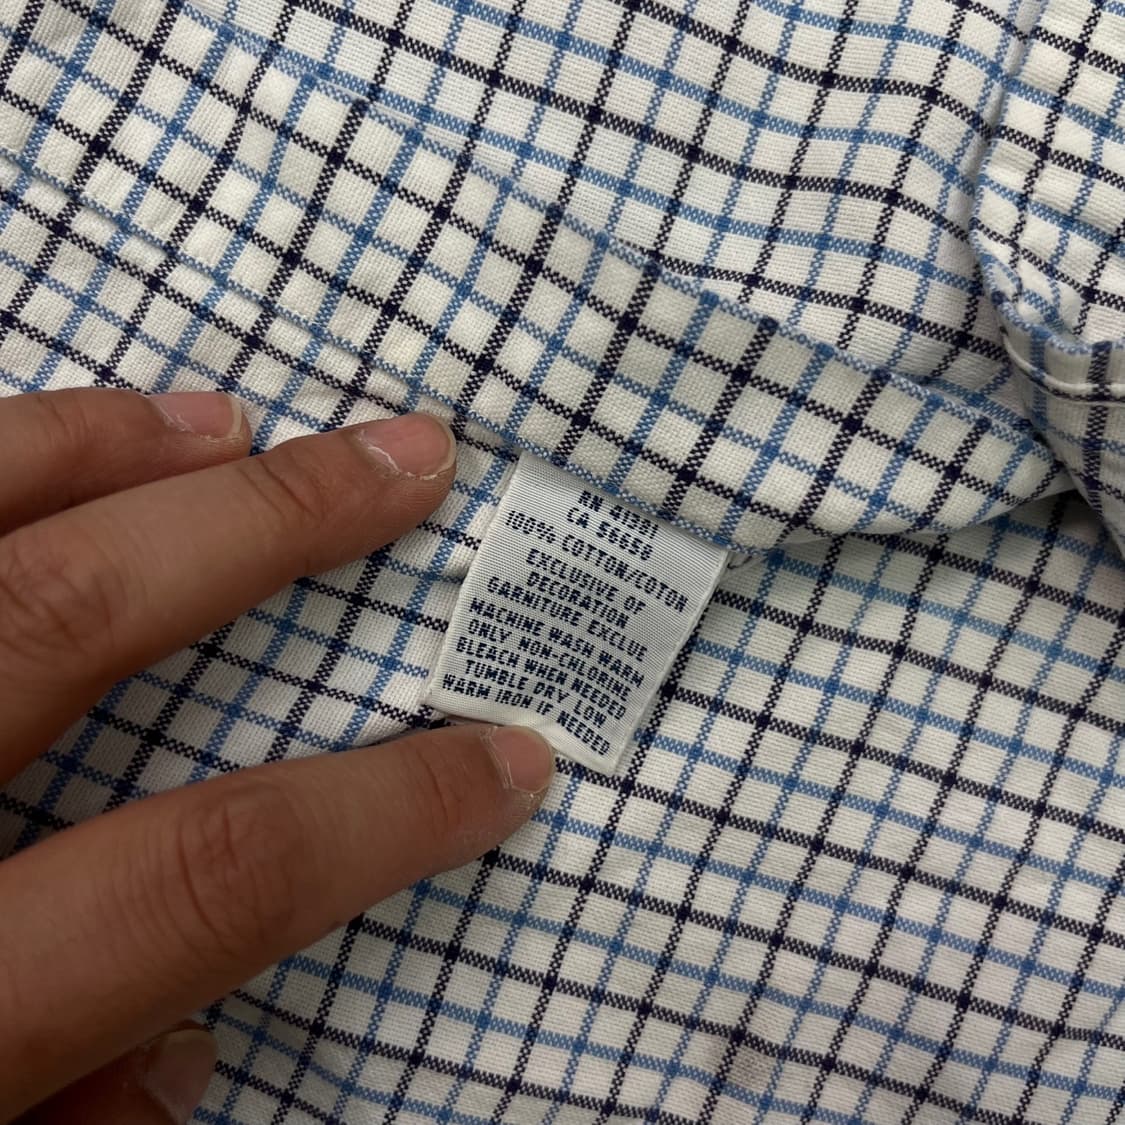 RN 41381
CA 56658
100% COTTON/COTON
EXCLUSIVE OF
DECORATION
GARNITURE EXCLUE
MACHINE WASH WARM
ONLY NON-CHLORINE
BLEACH WHEN NEEDED
TUMBLE DRY LOW
WARM IRON IF NEEDED